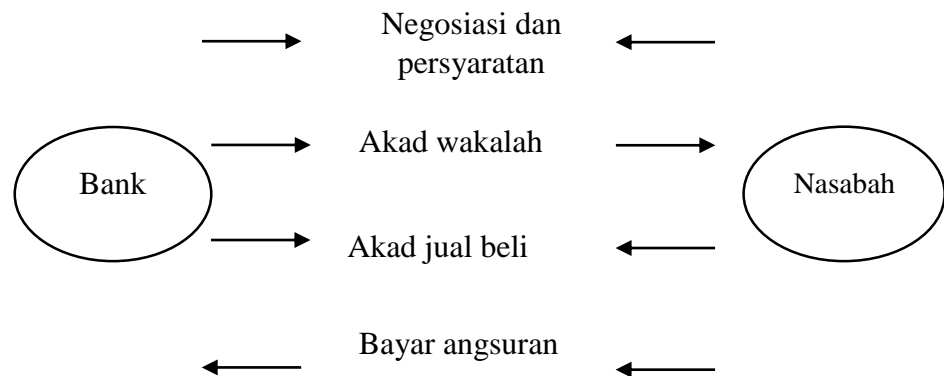 Negosiasi dan
persyaratan
Akad wakalah
Bank
Nasabah
Akad jual beli
Bayar angsuran